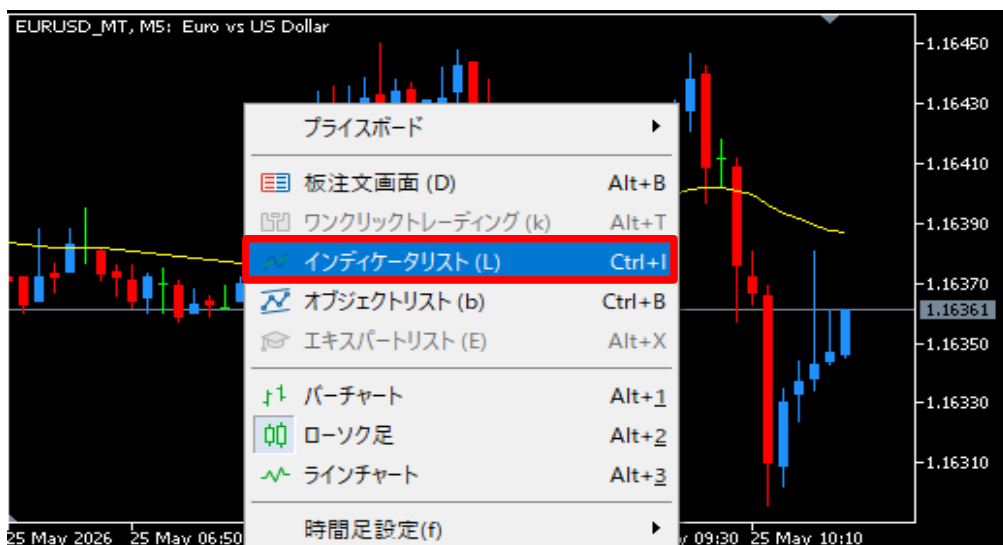 EURUSD_MT, M5: Euro vs US Dollar
1.16450
1.16430
プライスボード
1.16410
板注文画面 (D) Alt+B
ワンクリックトレーディング (k) Alt+T
1.16390
インディケータリスト (L) Ctrl+I
1.16370
オブジェクトリスト (b) Ctrl+B
1.16361
エキスパートリスト (E) Alt+X
1.16350
バーチャート Alt+1
1.16330
ローソク足 Alt+2
1.16310
ラインチャート Alt+3
時間足設定(f)
25 May 2026 25 May 06:50 09:30 25 May 10:10